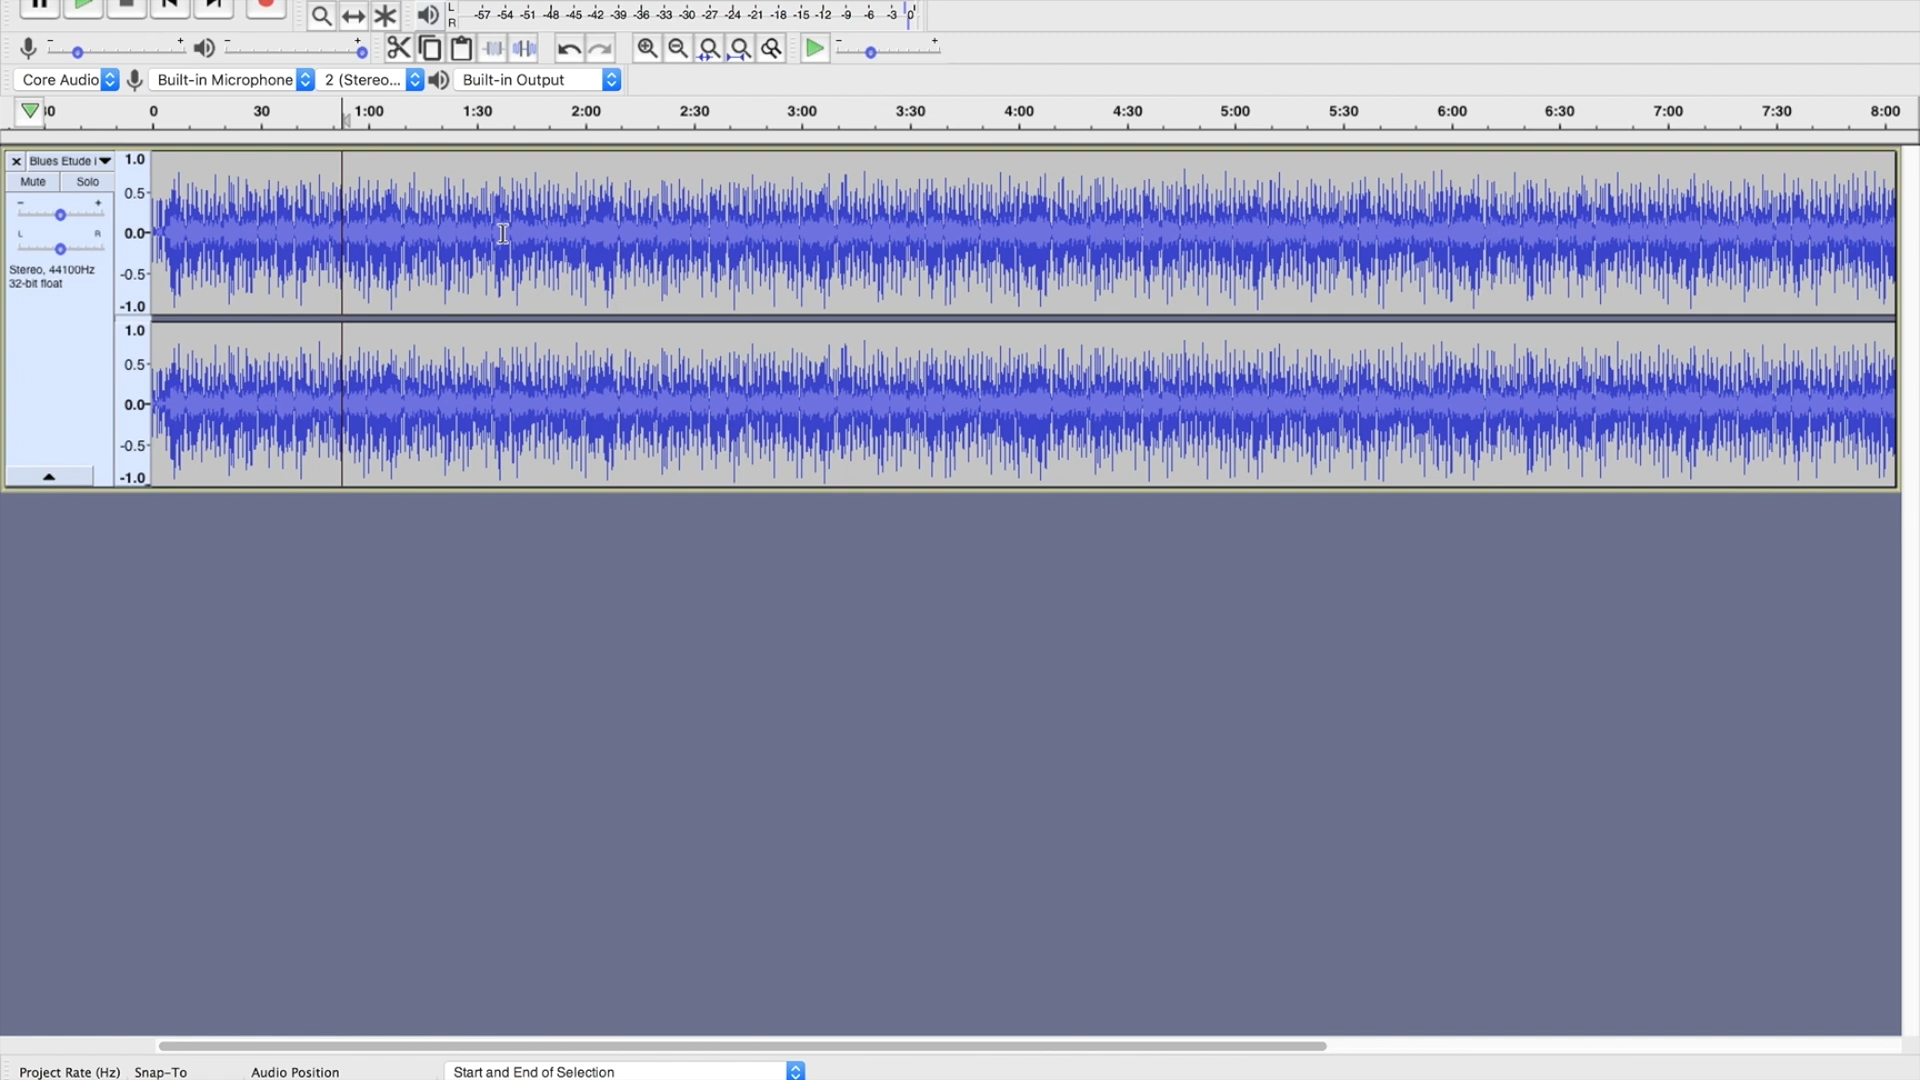 L
R
-57 -54 -51 -48 -45 -42 -39 -36 -33 -30 -27 -24 -21 -18 -15 -12 -9 -6 -3 0
- + - + - +
Core Audio Built-in Microphone 2 (Stereo... Built-in Output
30 0 30 1:00 1:30 2:00 2:30 3:00 3:30 4:00 4:30 5:00 5:30 6:00 6:30 7:00 7:30 8:00
Blues Etude i 1.0
Mute Solo 0.5
- +
L R 0.0
Stereo, 44100Hz -0.5
32-bit float
-1.0
1.0
0.5
0.0
-0.5
-1.0
Project Rate (Hz) Snap-To Audio Position Start and End of Selection